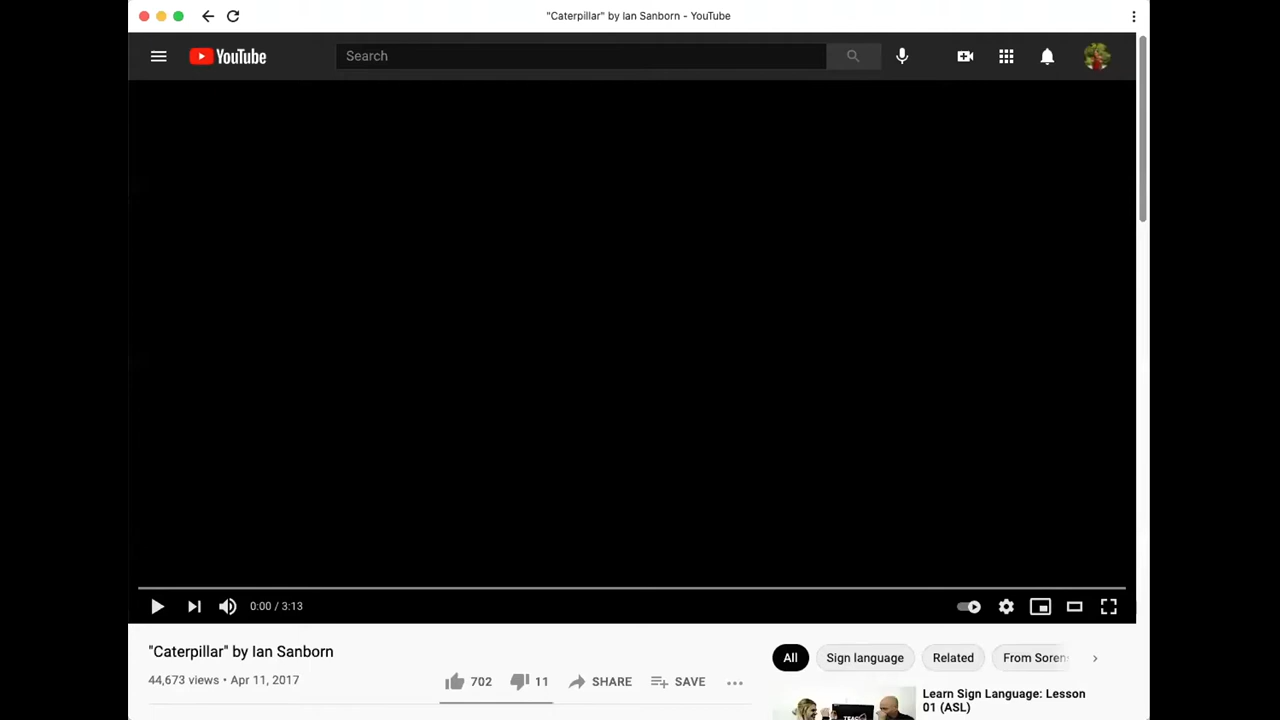 "Caterpillar" by Ian Sanborn - YouTube
YouTube
Search
0:00 / 3:13
"Caterpillar" by Ian Sanborn
44,673 views • Apr 11, 2017
702
11
SHARE
SAVE
All
Sign language
Related
From Soren
Learn Sign Language: Lesson
01 (ASL)
TEAC